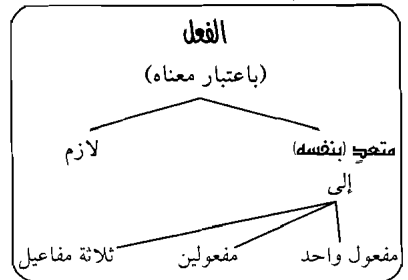 الفعل
(باعتبار معناه)
متعدٍ (بنفسه) لازم
إلى
مفعول واحد مفعولين ثلاثة مفاعيل